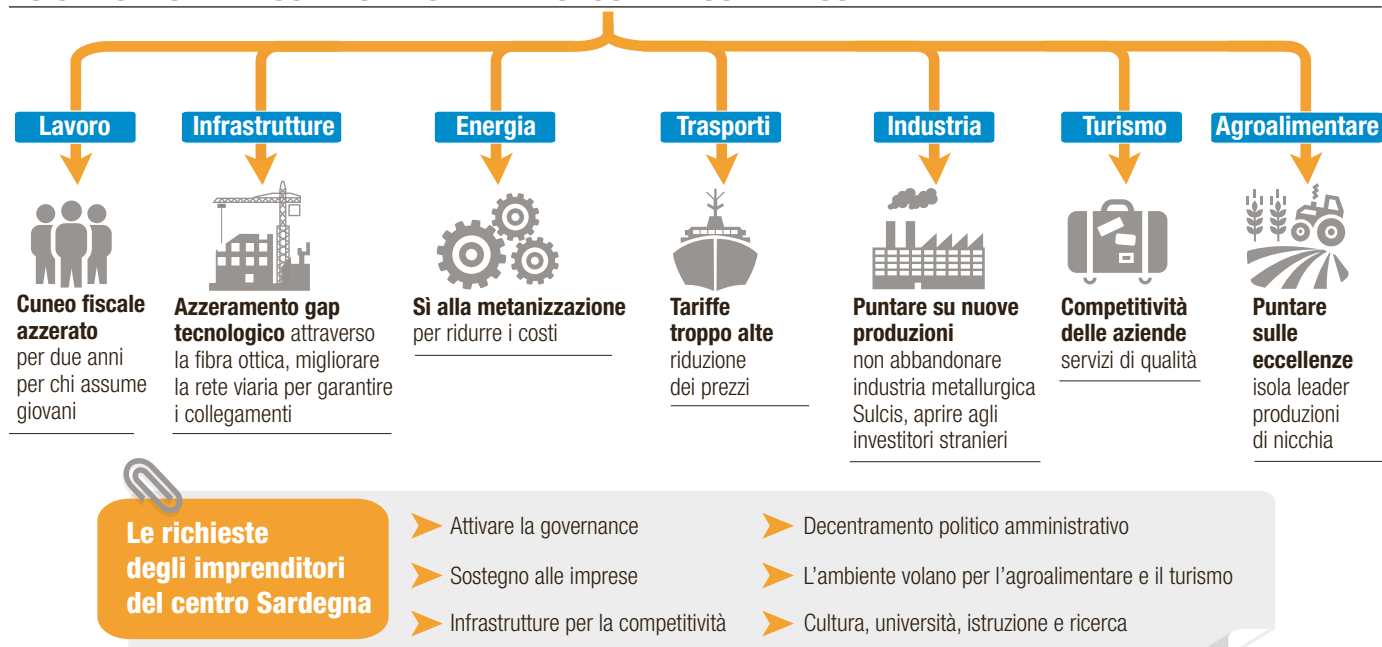 Lavoro
Cuneo fiscale
azzerato
per due anni
per chi assume
giovani
Infrastrutture
Azzeramento gap
tecnologico attraverso
la fibra ottica, migliorare
la rete viaria per garantire
i collegamenti
Energia
Sì alla metanizzazione
per ridurre i costi
Trasporti
Tariffe
troppo alte
riduzione
dei prezzi
Industria
Puntare su nuove
produzioni
non abbandonare
industria metallurgica
Sulcis, aprire agli
investitori stranieri
Turismo
Competitività
delle aziende
servizi di qualità
Agroalimentare
Puntare
sulle
eccellenze
isola leader
produzioni
di nicchia
Le richieste
degli imprenditori
del centro Sardegna
Attivare la governance
Sostegno alle imprese
Infrastrutture per la competitività
Decentramento politico amministrativo
L'ambiente volano per l'agroalimentare e il turismo
Cultura, università, istruzione e ricerca